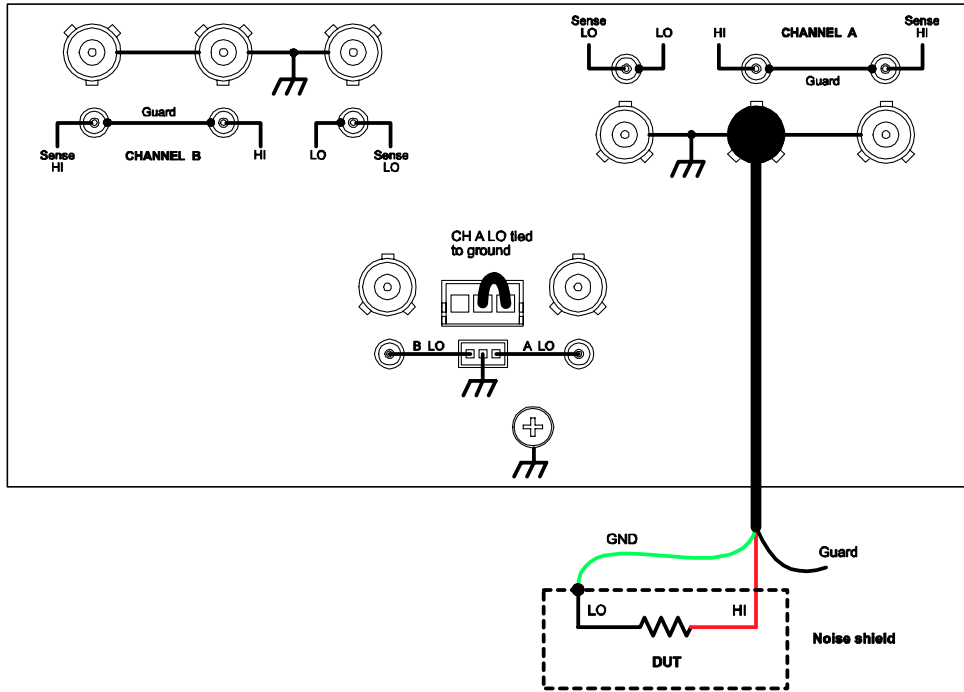 Sense
LO
LO
HI
CHANNEL A
Sense
HI
Guard
Guard
Sense
HI
CHANNEL B
HI
LO
Sense
LO
CH A LO tied
to ground
B LO
A LO
GND
Guard
LO
HI
DUT
Noise shield